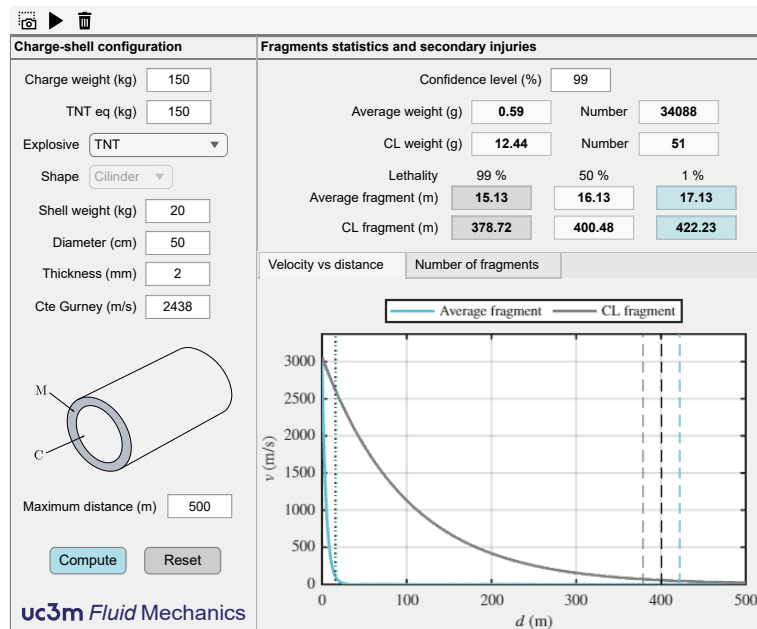 Charge-shell configuration
Charge weight (kg) 150
TNT eq (kg) 150
Explosive TNT
Shape Cilinder
Shell weight (kg) 20
Diameter (cm) 50
Thickness (mm) 2
Cte Gurney (m/s) 2438
M
C
Maximum distance (m) 500
Compute Reset
uc3m Fluid Mechanics
Fragments statistics and secondary injuries
Confidence level (%) 99
Average weight (g) 0.59 Number 34088
CL weight (g) 12.44 Number 51
Lethality 99 % 50 % 1 %
Average fragment (m) 15.13 16.13 17.13
CL fragment (m) 378.72 400.48 422.23
Velocity vs distance Number of fragments
Average fragment CL fragment
3000
2500
2000
1500
1000
500
0
v (m/s)
0 100 200 300 400 500
d (m)